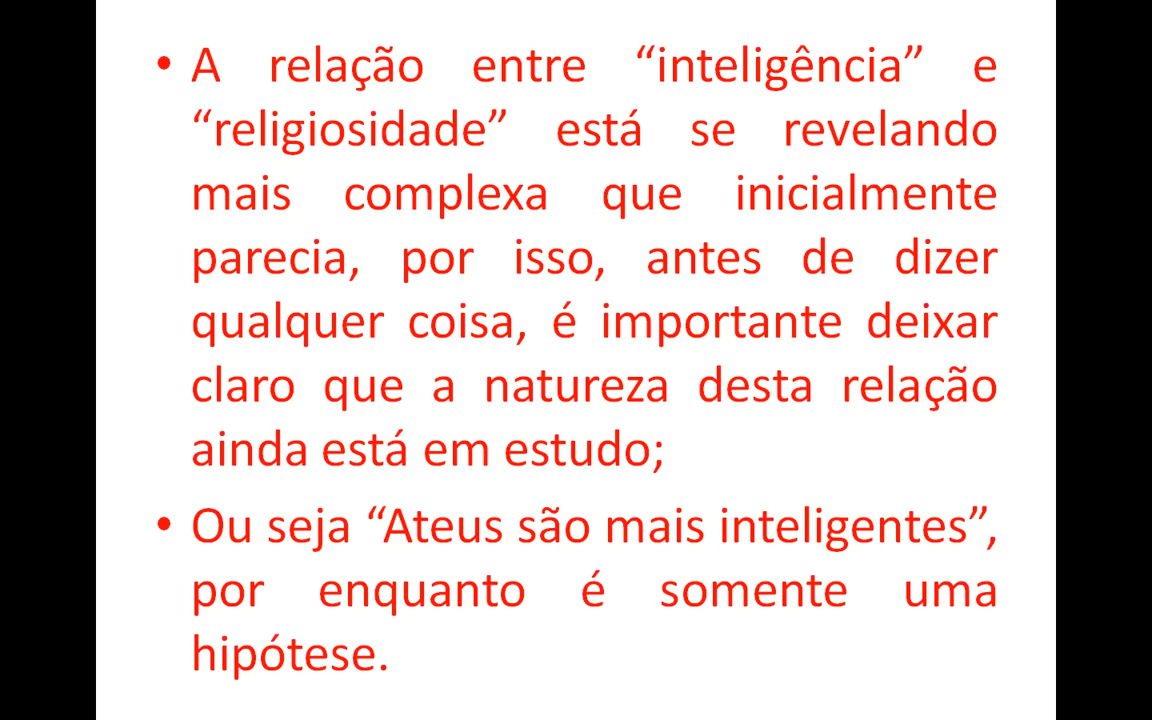 • A relação entre “inteligência” e
“religiosidade” está se revelando
mais complexa que inicialmente
parecia, por isso, antes de dizer
qualquer coisa, é importante deixar
claro que a natureza desta relação
ainda está em estudo;
• Ou seja “Ateus são mais inteligentes”,
por enquanto é somente uma
hipótese.